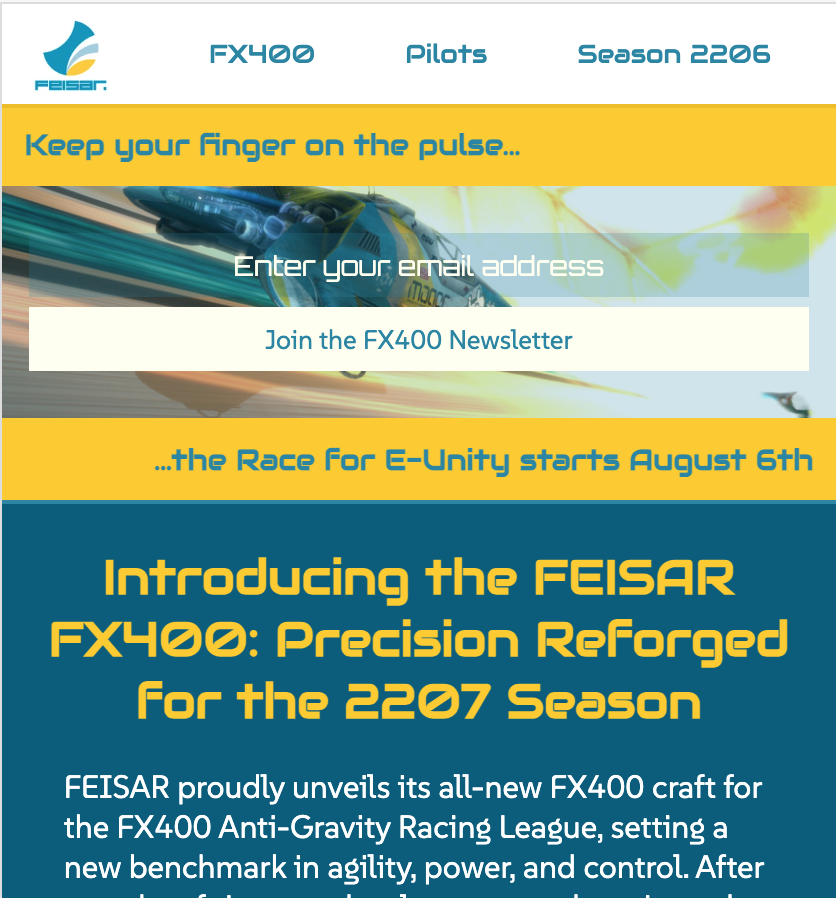 FEISAR.
FX400
Pilots
Season 2206
Keep your finger on the pulse...
Enter your email address
Join the FX400 Newsletter
...the Race for E-Unity starts August 6th
Introducing the FEISAR
FX400: Precision Reforged
for the 2207 Season
FEISAR proudly unveils its all-new FX400 craft for
the FX400 Anti-Gravity Racing League, setting a
new benchmark in agility, power, and control. After